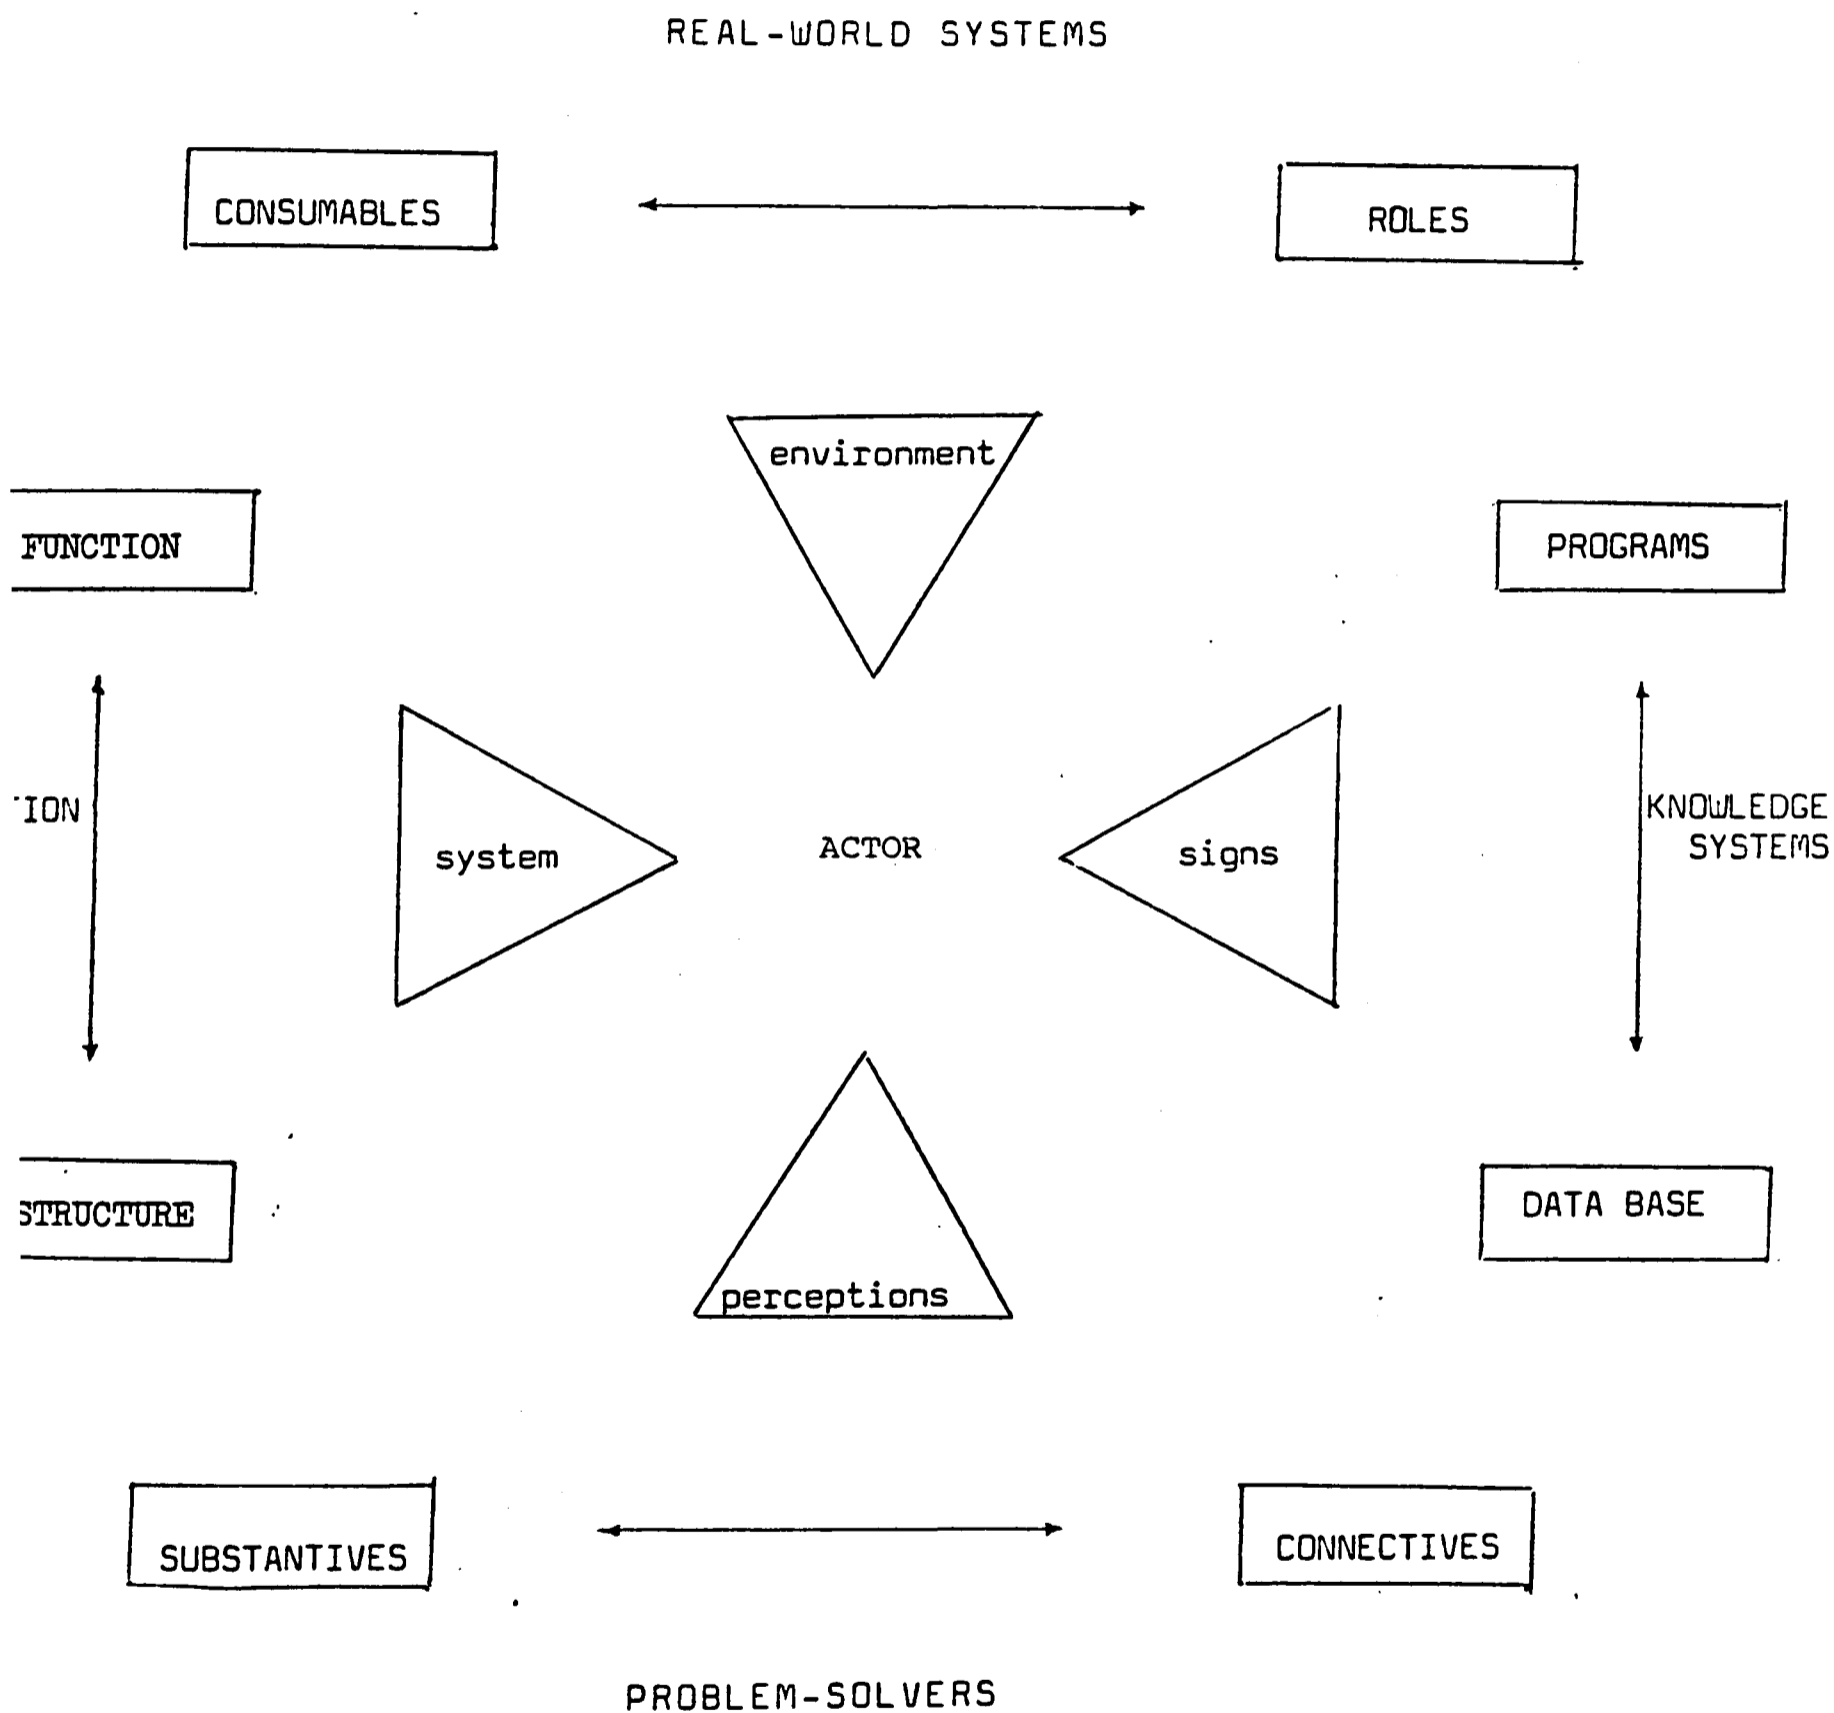 REAL-WORLD SYSTEMS
CONSUMABLES
ROLES
environment
FUNCTION
PROGRAMS
KNOWLEDGE
SYSTEMS
system
ACTOR
signs
STRUCTURE
DATA BASE
perceptions
SUBSTANTIVES
CONNECTIVES
PROBLEM-SOLVERS